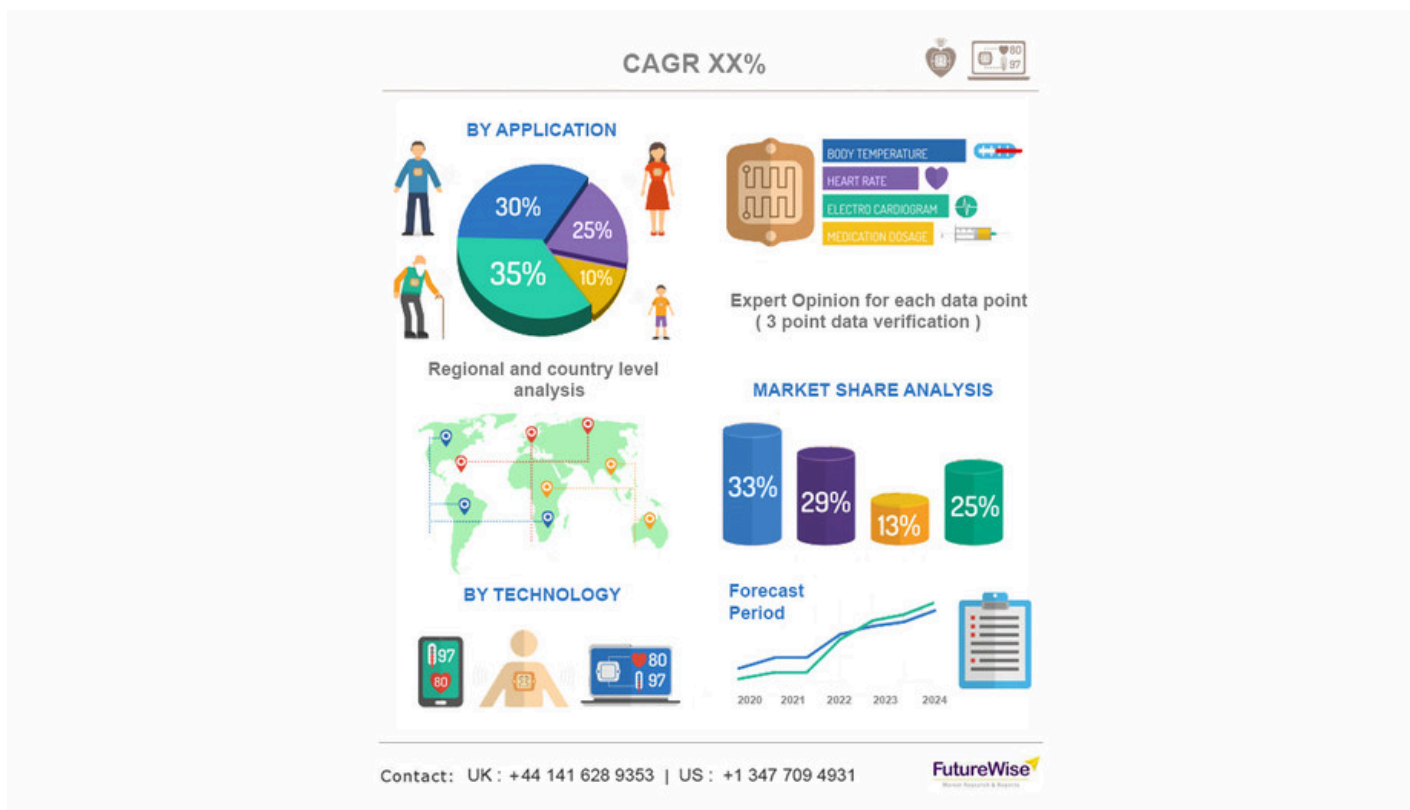 CAGR XX%
80
97
BY APPLICATION
30%
25%
35%
10%
BODY TEMPERATURE
HEART RATE
ELECTRO CARDIOGRAM
MEDICATION DOSAGE
Expert Opinion for each data point
( 3 point data verification )
Regional and country level
analysis
MARKET SHARE ANALYSIS
33%
29%
13%
25%
BY TECHNOLOGY
97
80
80
97
Forecast
Period
2020 2021 2022 2023 2024
Contact: UK : +44 141 628 9353 | US : +1 347 709 4931
FutureWise
Market Research & Reports